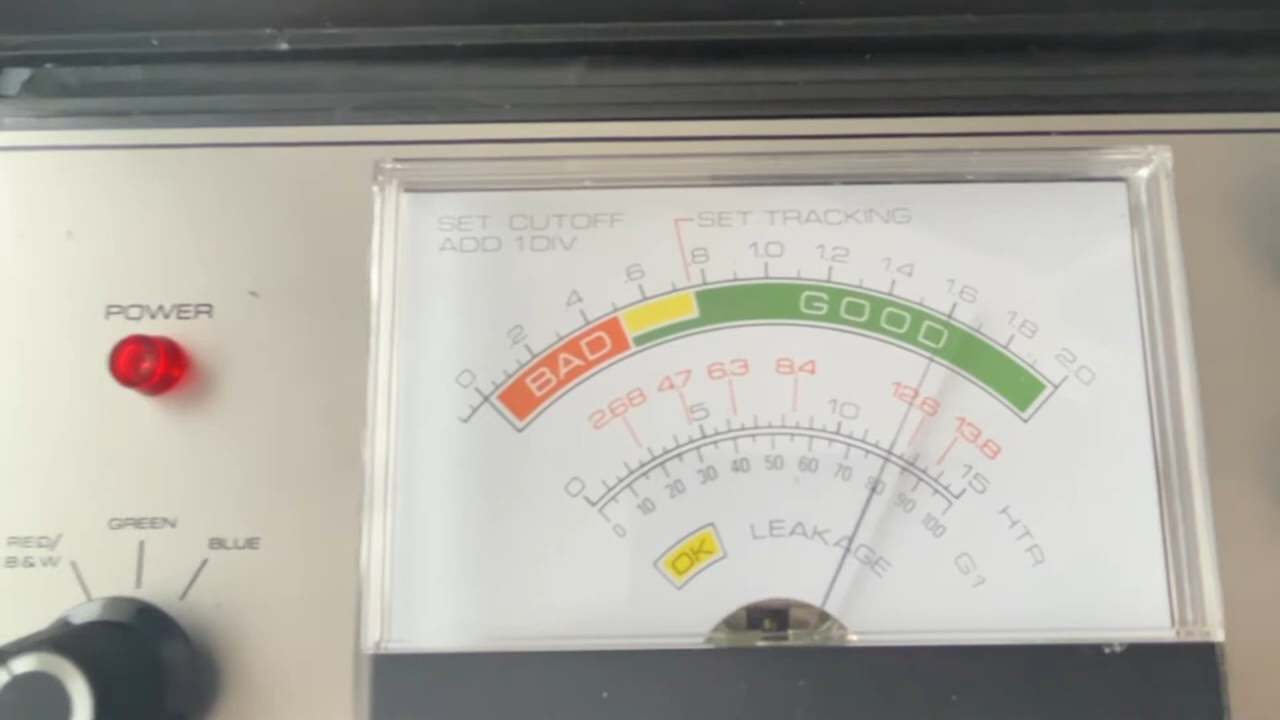 SET CUTOFF
ADD 1DIV
SET TRACKING
0 .2 .4 .6 .8 1.0 1.2 1.4 1.6 1.8 2.0
BAD GOOD
2.68 4.7 6.3 8.4 12.6 13.8
0 5 10 15 HTR
0 10 20 30 40 50 60 70 80 90 100 G1
OK LEAKAGE
POWER
RED/
B&W
GREEN
BLUE